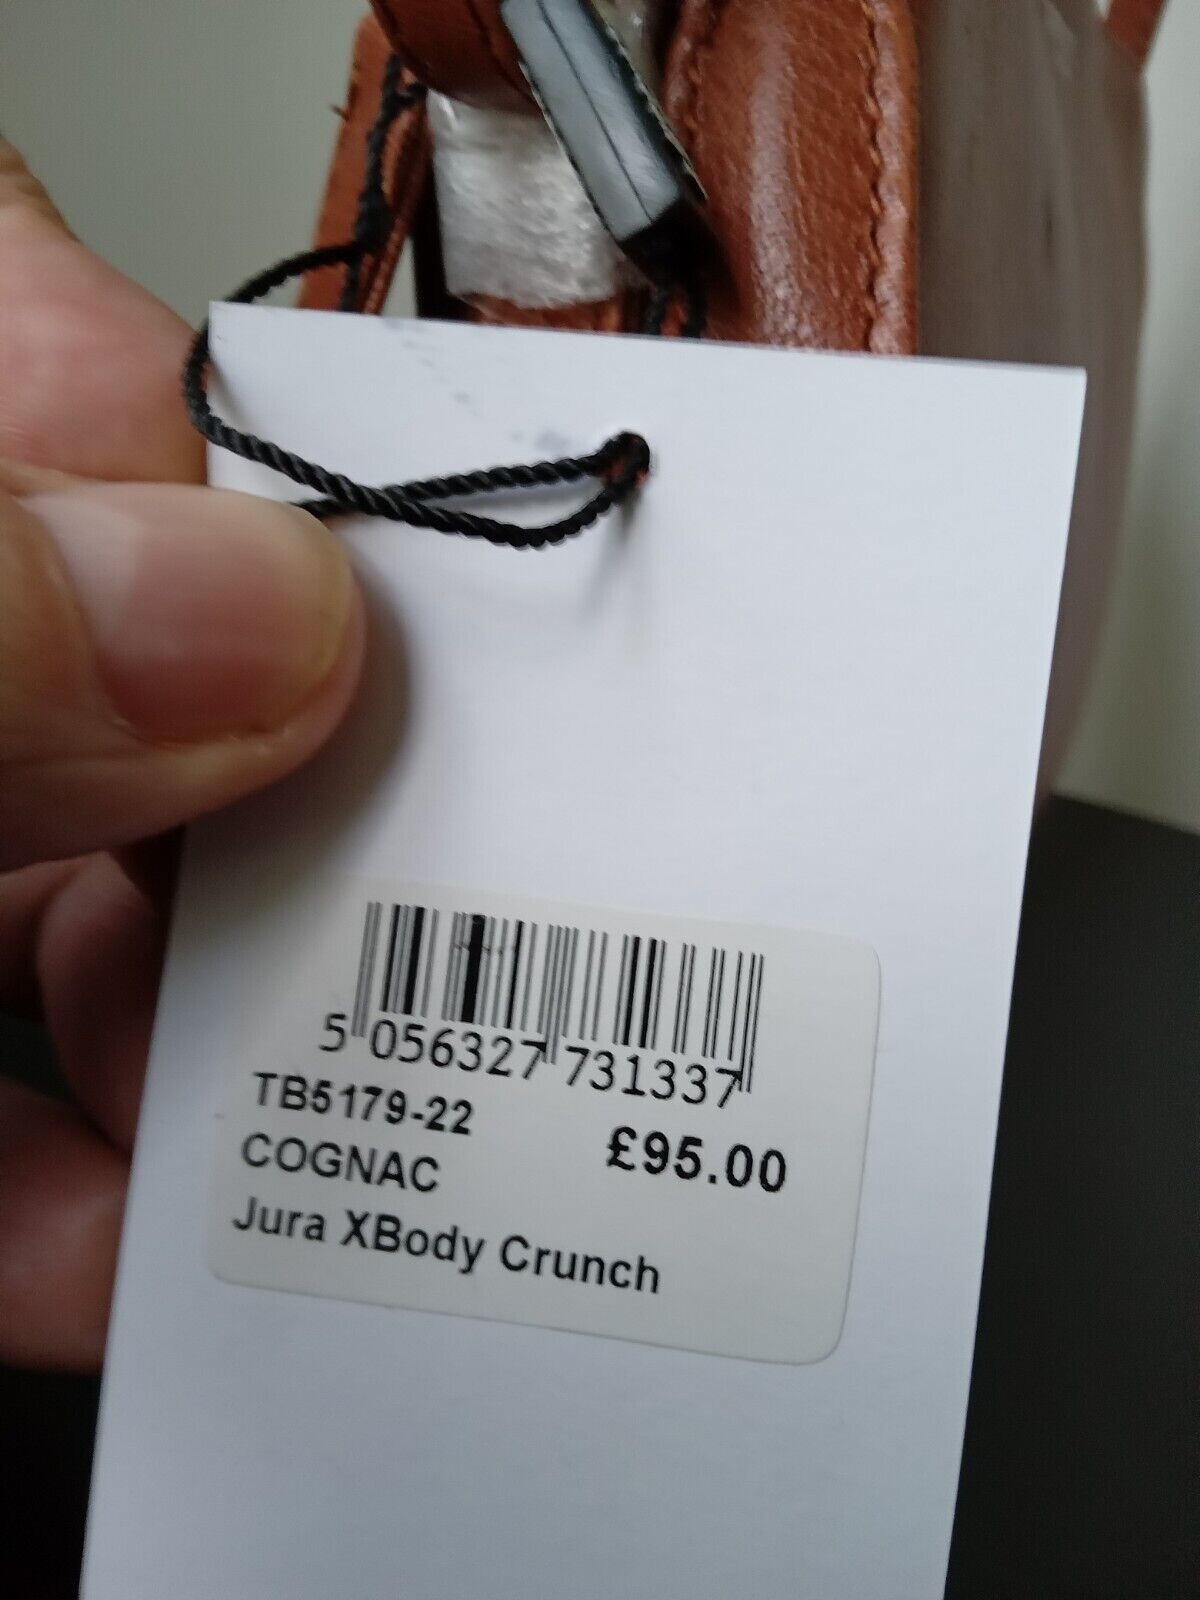 5 056327 731337
TB5179-22
COGNAC £95.00
Jura XBody Crunch